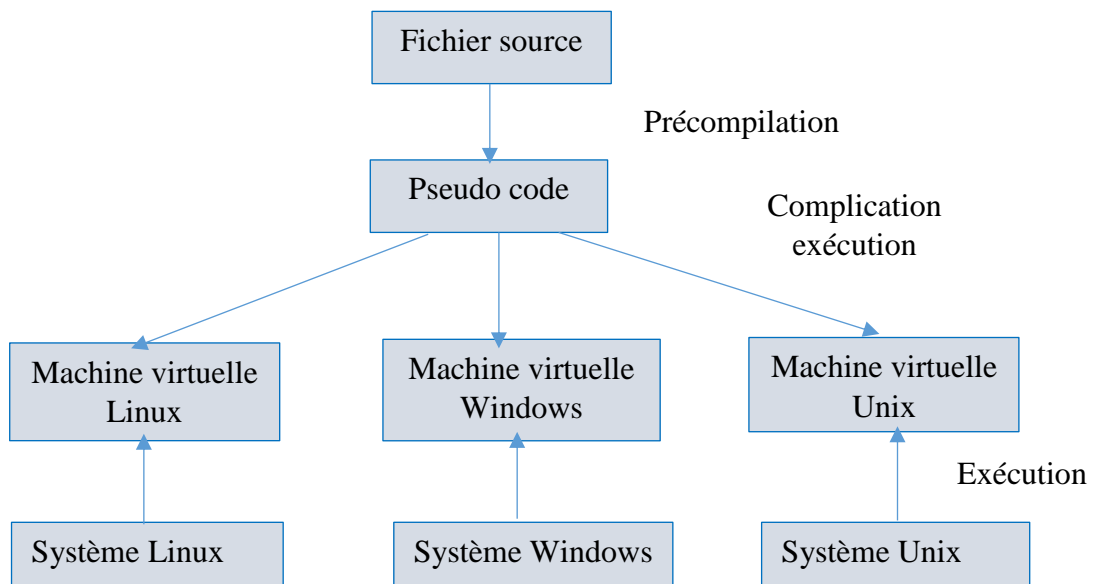 Fichier source
Précompilation
Pseudo code
Complication
exécution
Machine virtuelle
Linux
Machine virtuelle
Windows
Machine virtuelle
Unix
Exécution
Système Linux
Système Windows
Système Unix